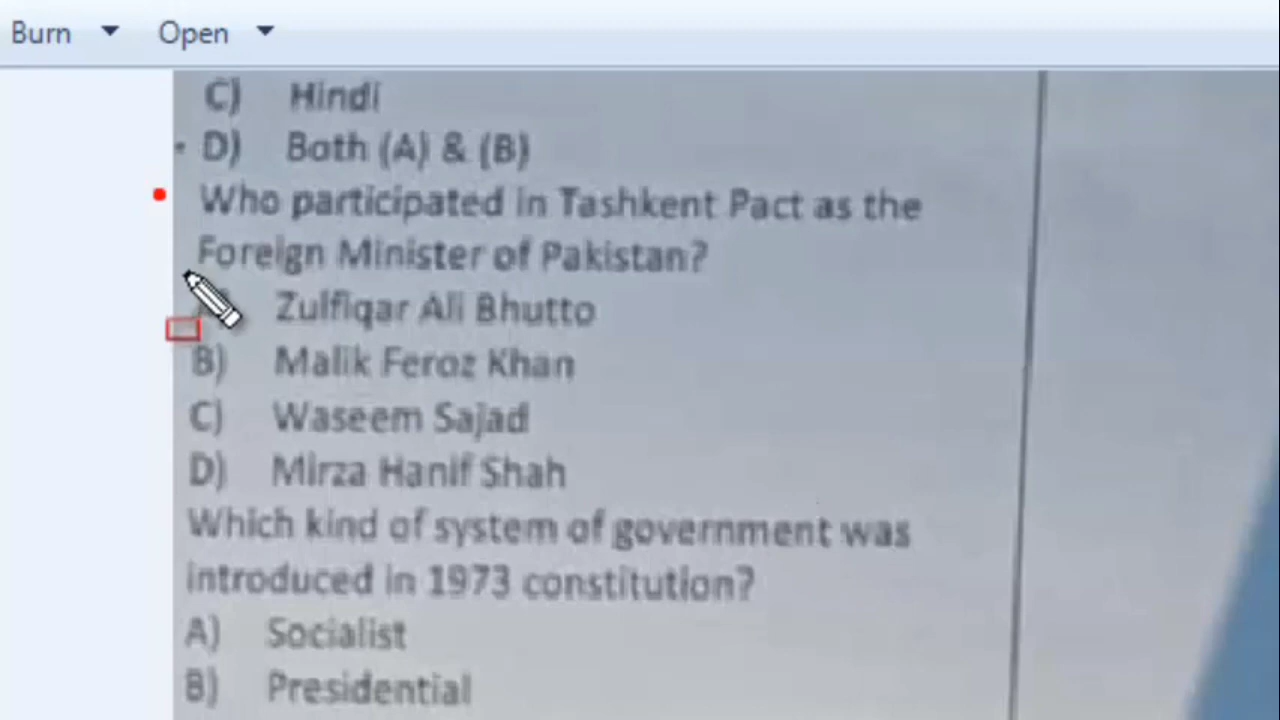 Burn Open
C) Hindi
D) Both (A) & (B)
Who participated in Tashkent Pact as the
Foreign Minister of Pakistan?
Zulfiqar Ali Bhutto
B) Malik Feroz Khan
C) Waseem Sajad
D) Mirza Hanif Shah
Which kind of system of government was
introduced in 1973 constitution?
A) Socialist
B) Presidential